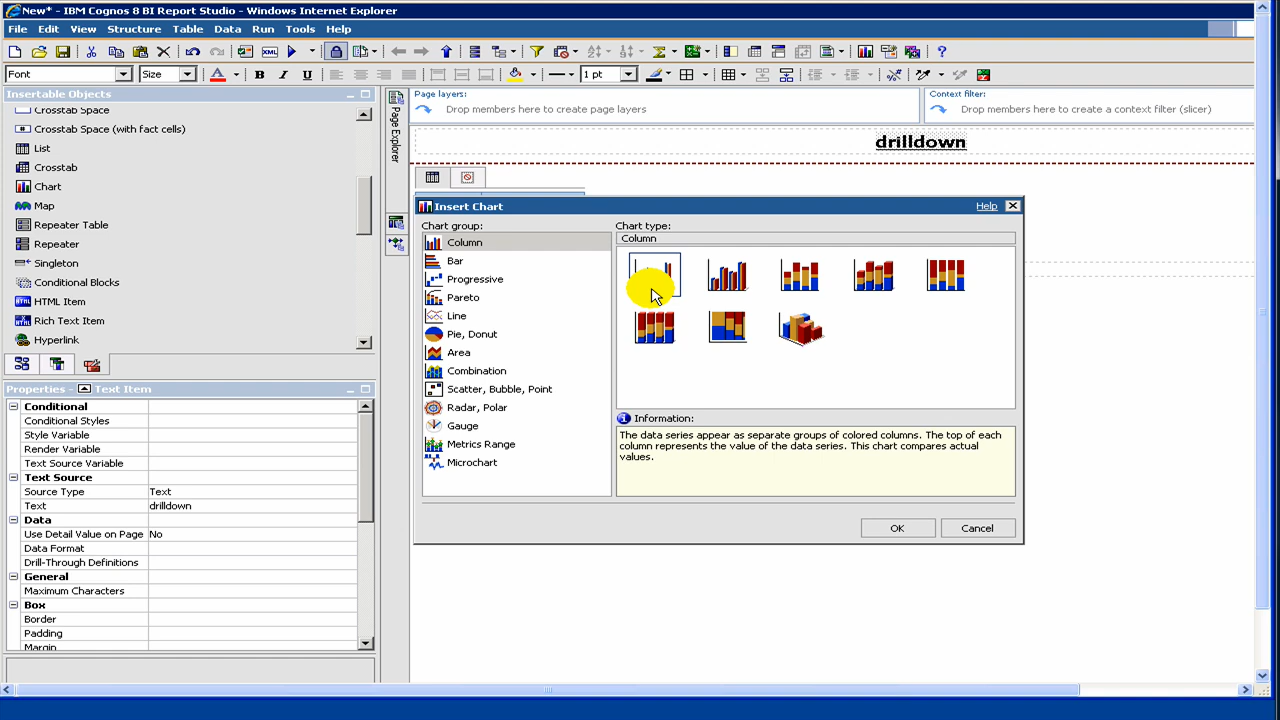 New* - IBM Cognos 8 BI Report Studio - Windows Internet Explorer
File Edit View Structure Table Data Run Tools Help
Font Size 1 pt
Insertable Objects
Crosstab Space
Crosstab Space (with fact cells)
List
Crosstab
Chart
Map
Repeater Table
Repeater
Singleton
Conditional Blocks
HTML Item
Rich Text Item
Hyperlink
Properties - Text Item
Conditional
Conditional Styles
Style Variable
Render Variable
Text Source Variable
Text Source
Source Type Text
Text drilldown
Data
Use Detail Value on Page No
Data Format
Drill-Through Definitions
General
Maximum Characters
Box
Border
Padding
Margin
Page Explorer
Page layers:
Drop members here to create page layers
Context filter:
Drop members here to create a context filter (slicer)
drilldown
Insert Chart Help
Chart group:
Column
Bar
Progressive
Pareto
Line
Pie, Donut
Area
Combination
Scatter, Bubble, Point
Radar, Polar
Gauge
Metrics Range
Microchart
Chart type:
Column
Information:
The data series appear as separate groups of colored columns. The top of each
column represents the value of the data series. This chart compares actual
values.
OK Cancel